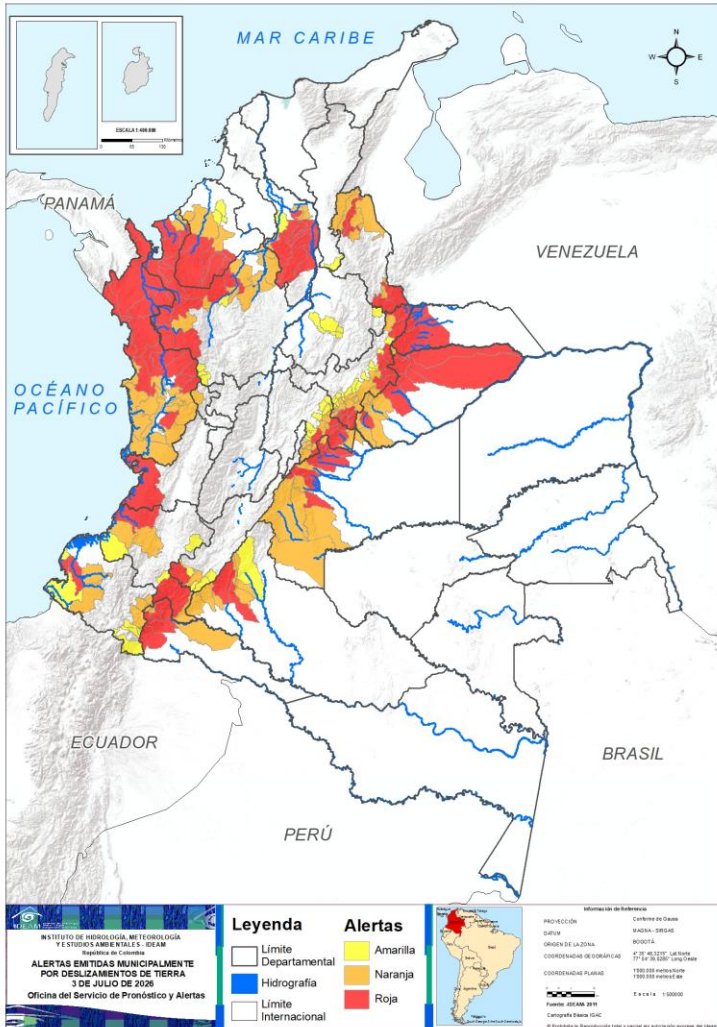 MAR CARIBE
N
W
E
S
ESCALA 1:400.000
PANAMÁ
VENEZUELA
OCÉANO
PACÍFICO
ECUADOR
BRASIL
PERÚ
IDEAM
INSTITUTO DE HIDROLOGÍA, METEOROLOGÍA
Y ESTUDIOS AMBIENTALES - IDEAM
República de Colombia
ALERTAS EMITIDAS MUNICIPALMENTE
POR DESLIZAMIENTOS DE TIERRA
3 DE JULIO DE 2026
Oficina del Servicio de Pronóstico y Alertas
Leyenda
Límite
Departamental
Hidrografía
Límite
Internacional
Alertas
Amarilla
Naranja
Roja
Información de Referencia
PROYECCIÓN Conforme de Gauss
DATUM MAGNA-SIRGAS
ORIGEN DE LA ZONA BOGOTÁ
COORDENADAS GEOGRÁFICAS
COORDENADAS PLANAS
Escala
Cartografía Básica IGAC